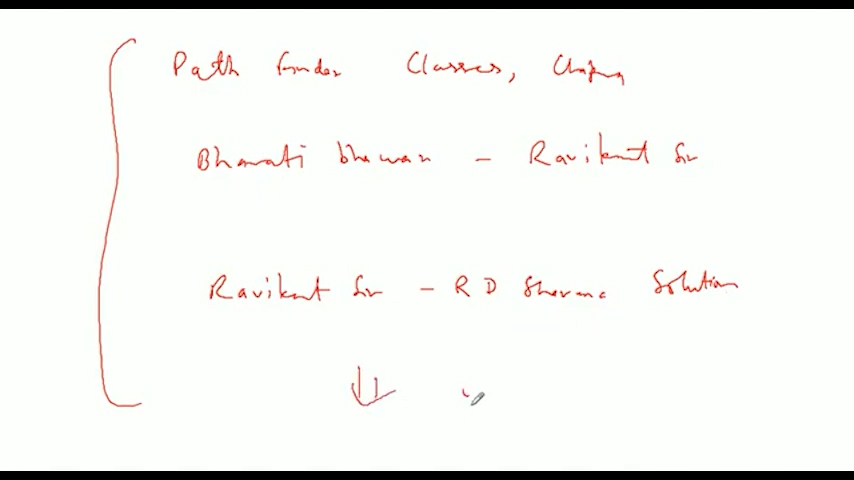 Path finder Classes, Chapra
Bharati bhawan - Ravikant Sir
Ravikant Sir - R D Sharma Solution